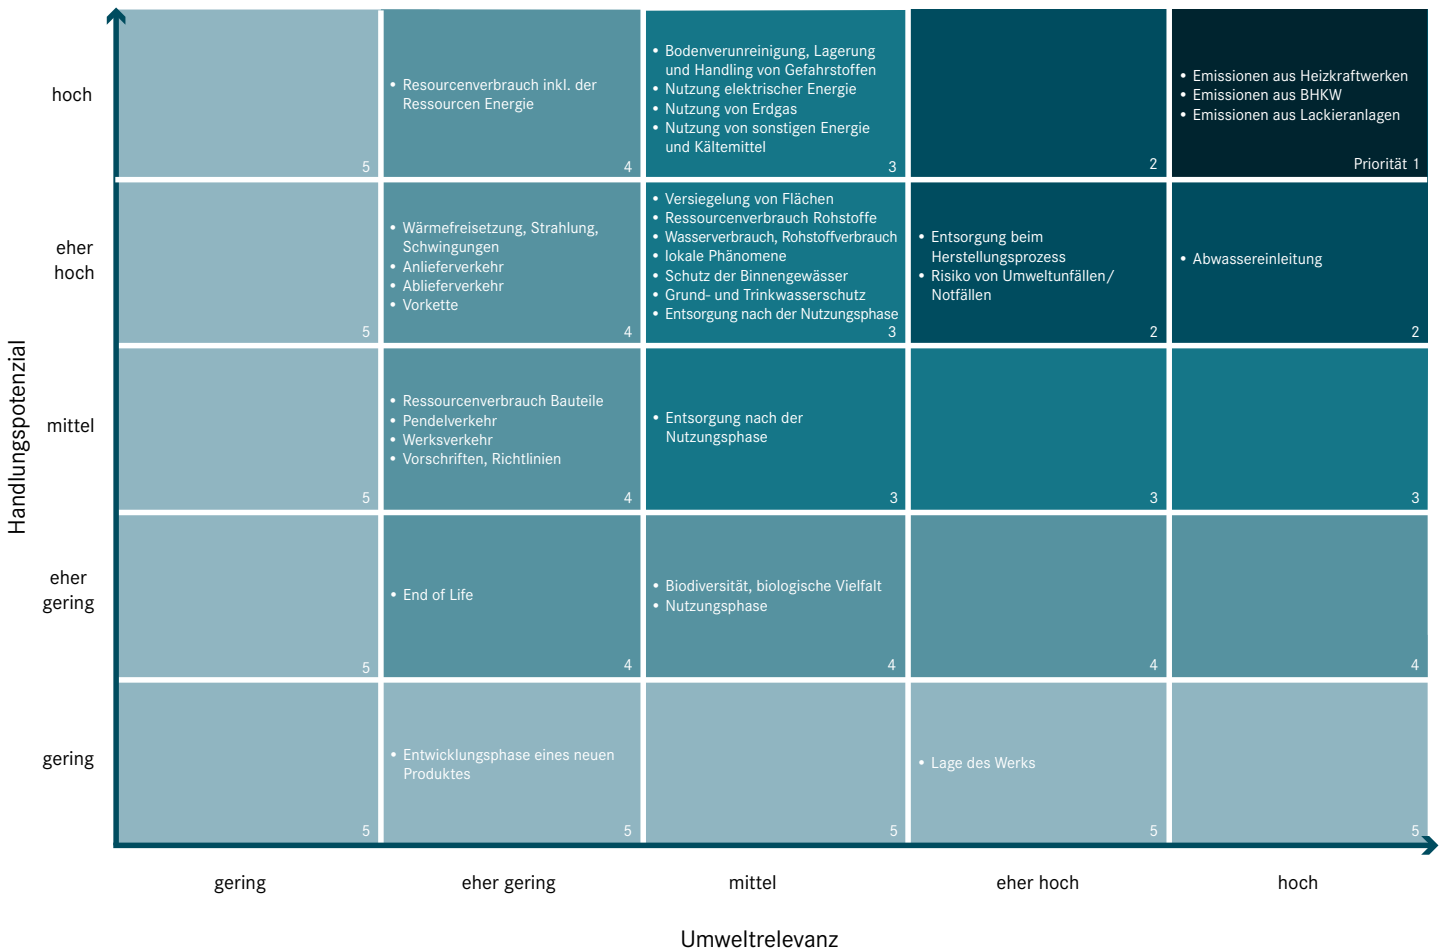 Handlungspotenzial
hoch
5
• Resourcenverbrauch inkl. der
Ressourcen Energie
4
• Bodenverunreinigung, Lagerung
und Handling von Gefahrstoffen
• Nutzung elektrischer Energie
• Nutzung von Erdgas
• Nutzung von sonstigen Energie
und Kältemittel
3
2
• Emissionen aus Heizkraftwerken
• Emissionen aus BHKW
• Emissionen aus Lackieranlagen
Priorität 1
eher
hoch
5
• Wärmefreisetzung, Strahlung,
Schwingungen
• Anlieferverkehr
• Ablieferverkehr
• Vorkette
4
• Versiegelung von Flächen
• Ressourcenverbrauch Rohstoffe
• Wasserverbrauch, Rohstoffverbrauch
• lokale Phänomene
• Schutz der Binnengewässer
• Grund- und Trinkwasserschutz
• Entsorgung nach der Nutzungsphase
3
• Entsorgung beim
Herstellungsprozess
• Risiko von Umweltunfällen/
Notfällen
2
• Abwassereinleitung
2
mittel
5
• Ressourcenverbrauch Bauteile
• Pendelverkehr
• Werksverkehr
• Vorschriften, Richtlinien
4
• Entsorgung nach der
Nutzungsphase
3
3
3
eher
gering
5
• End of Life
4
• Biodiversität, biologische Vielfalt
• Nutzungsphase
4
4
4
gering
5
• Entwicklungsphase eines neuen
Produktes
5
5
• Lage des Werks
5
5
gering
eher gering
mittel
eher hoch
hoch
Umweltrelevanz